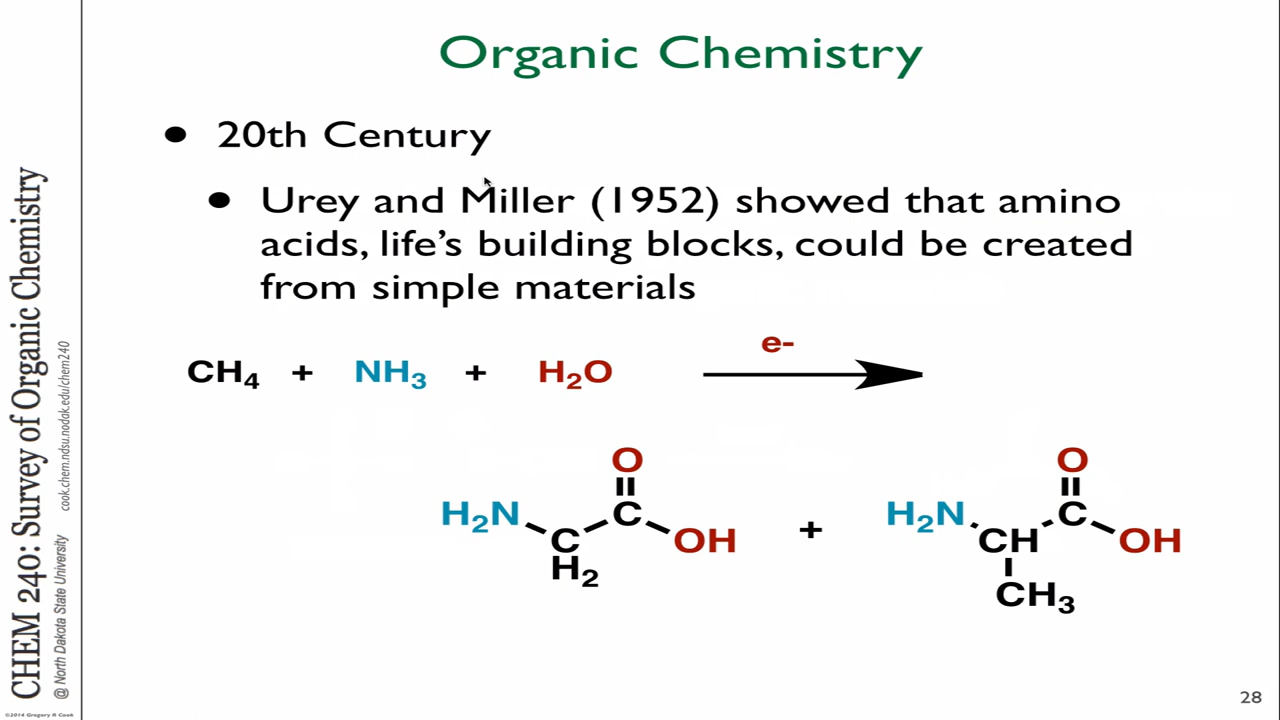 Organic Chemistry
• 20th Century
• Urey and Miller (1952) showed that amino
acids, life’s building blocks, could be created
from simple materials
e-
CH₄ + NH₃ + H₂O
O
H₂N C OH
C
H₂
+
O
H₂N C OH
CH
CH₃
28
CHEM 240: Survey of Organic Chemistry
@ North Dakota State University cook.chem.ndsu.nodak.edu/chem240
©2014 Gregory R Cook